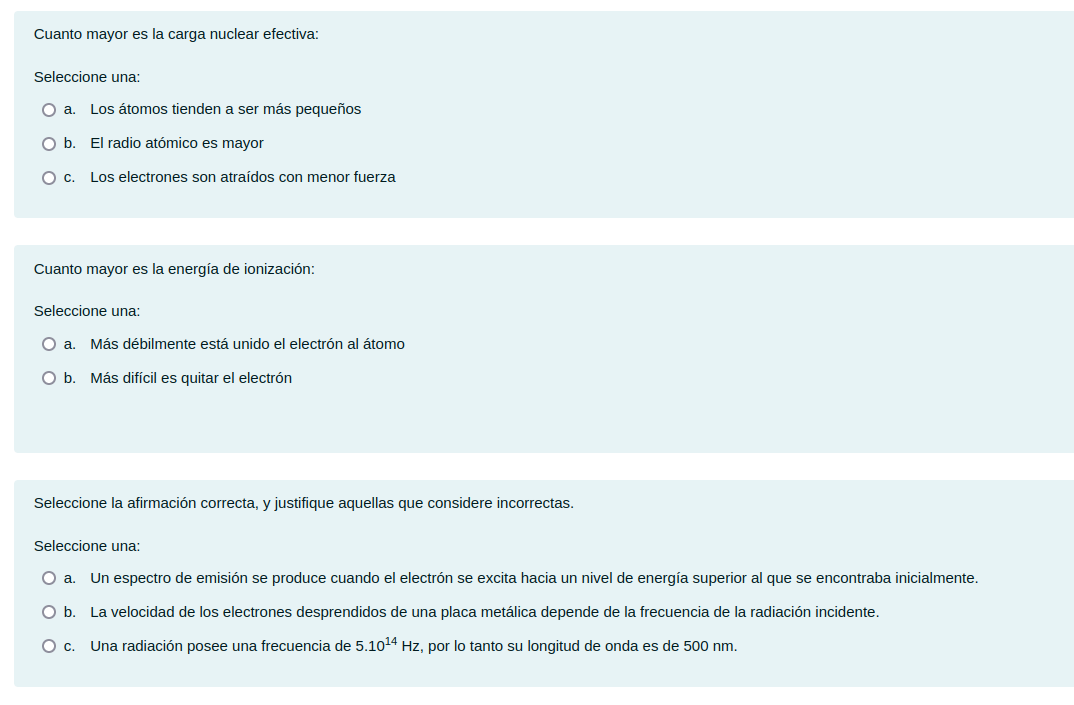 Cuanto mayor es la carga nuclear efectiva:
Seleccione una:
a. Los átomos tienden a ser más pequeños
b. El radio atómico es mayor
c. Los electrones son atraídos con menor fuerza
Cuanto mayor es la energía de ionización:
Seleccione una:
a. Más débilmente está unido el electrón al átomo
b. Más difícil es quitar el electrón
Seleccione la afirmación correcta, y justifique aquellas que considere incorrectas.
Seleccione una:
a. Un espectro de emisión se produce cuando el electrón se excita hacia un nivel de energía superior al que se encontraba inicialmente.
b. La velocidad de los electrones desprendidos de una placa metálica depende de la frecuencia de la radiación incidente.
c. Una radiación posee una frecuencia de 5.10¹⁴ Hz, por lo tanto su longitud de onda es de 500 nm.